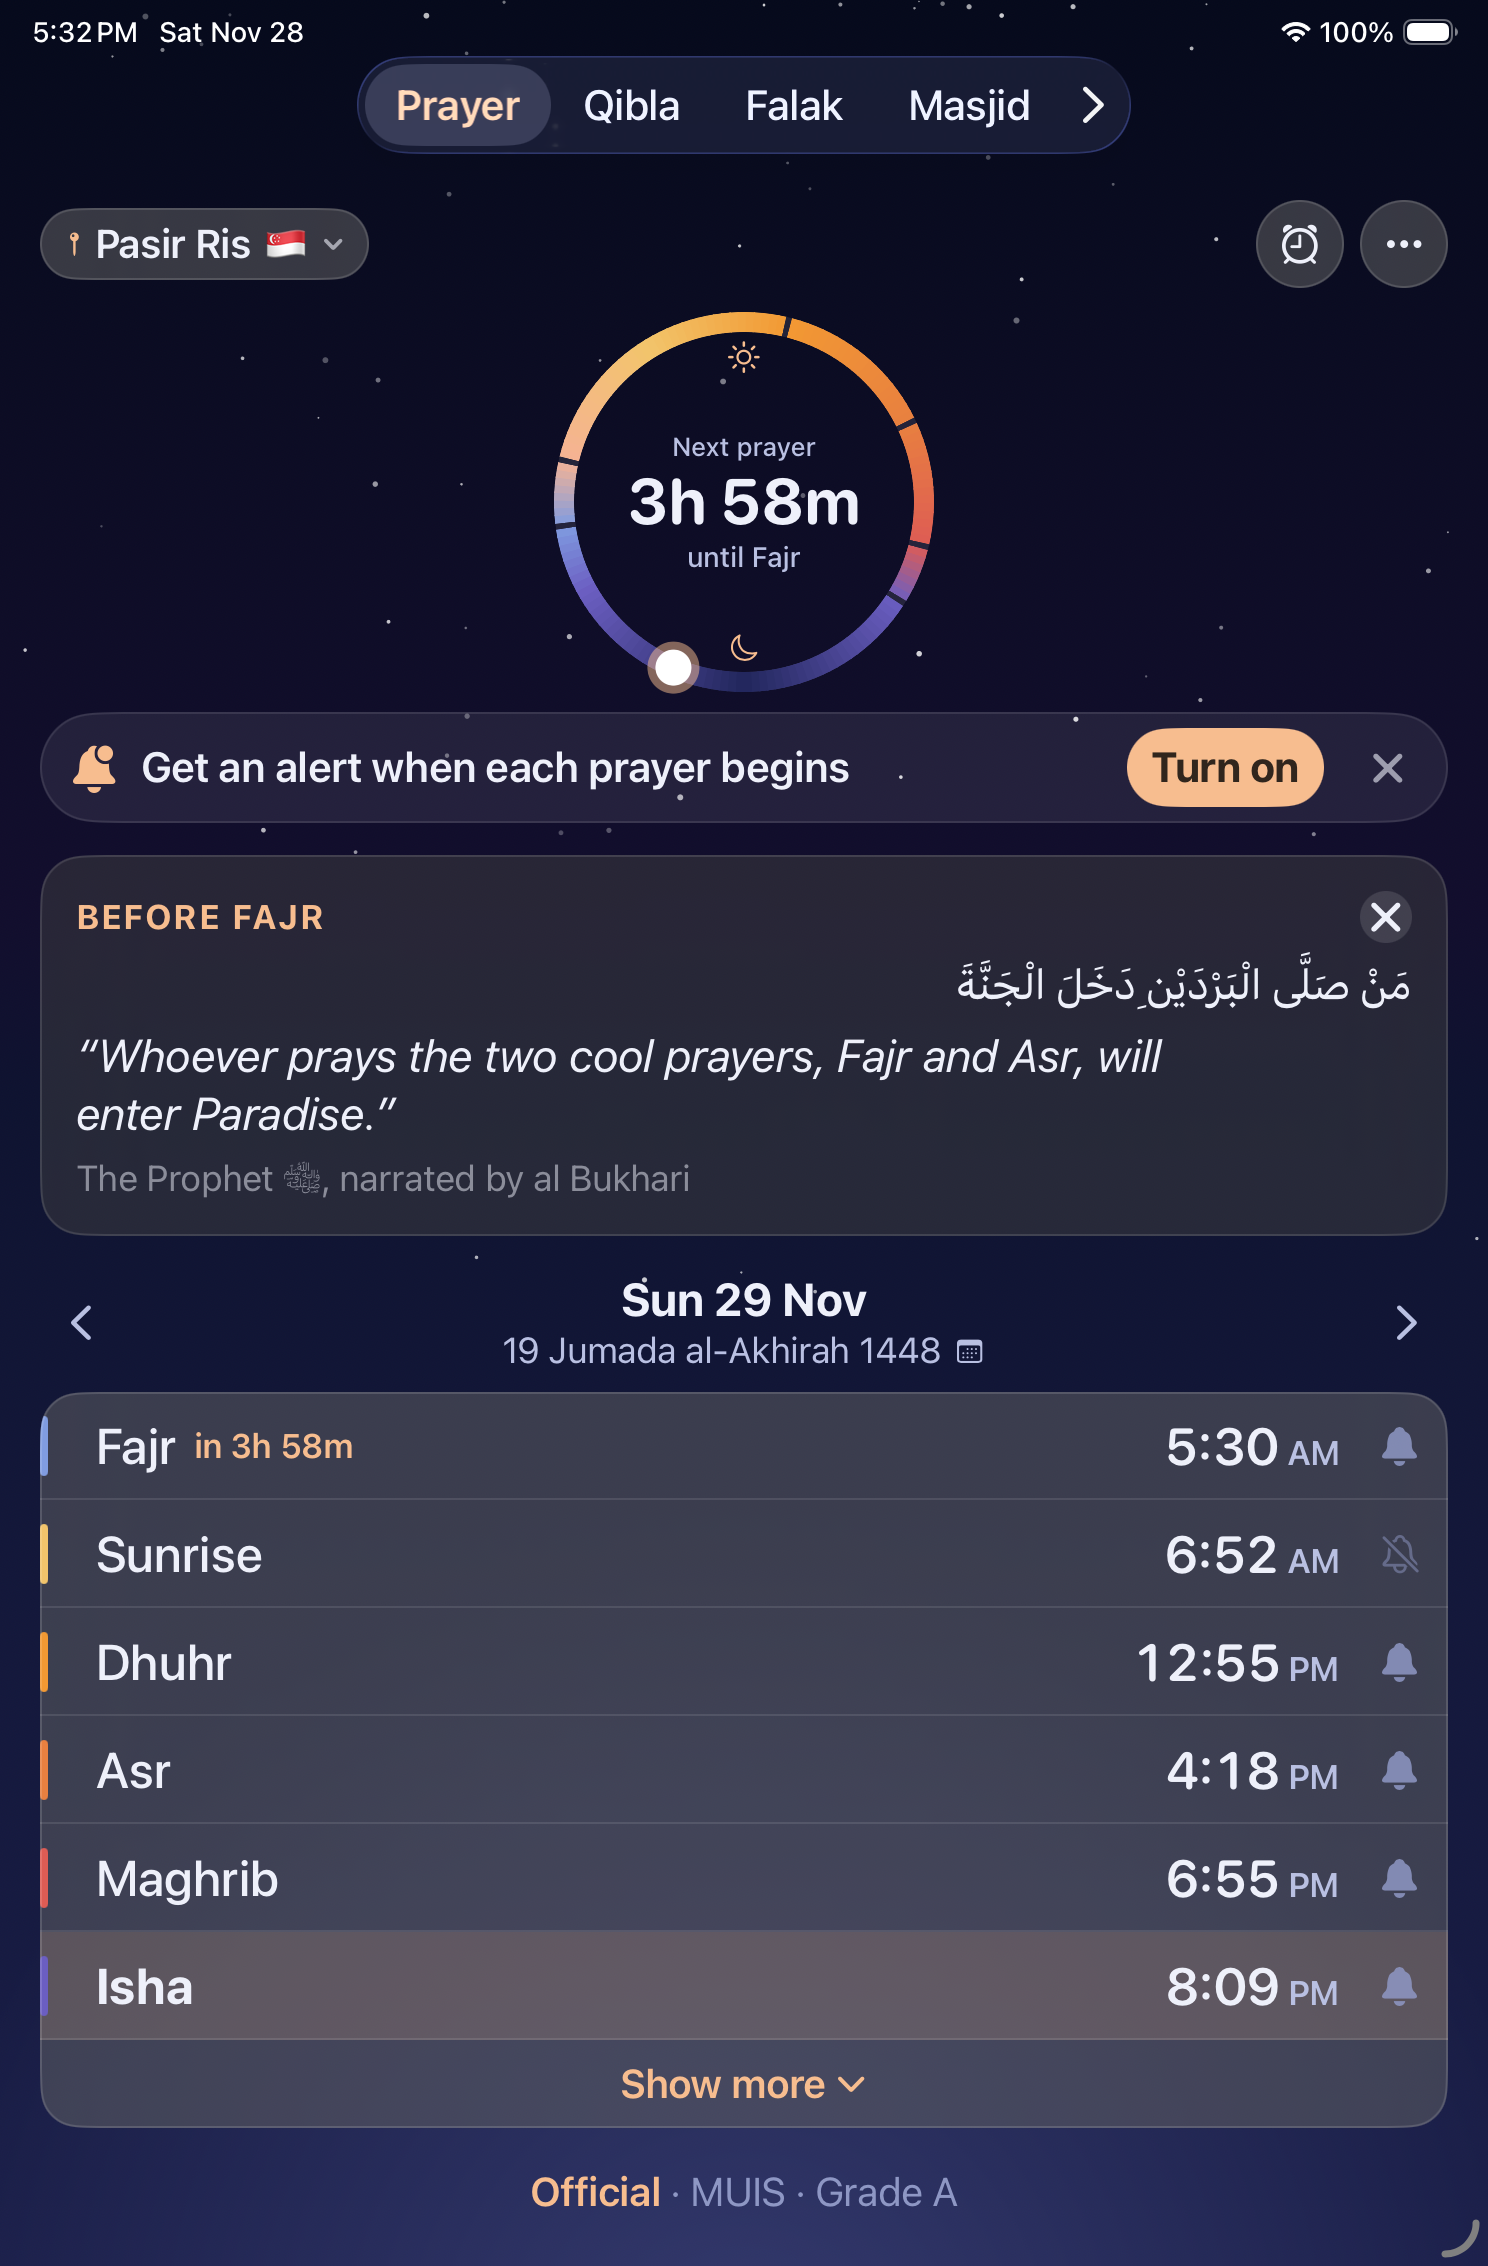 5:32 PM Sat Nov 28
100%
Prayer Qibla Falak Masjid
Pasir Ris
Next prayer
3h 58m
until Fajr
Get an alert when each prayer begins
Turn on
BEFORE FAJR
مَنْ صَلَّى الْبَرْدَيْنِ دَخَلَ الْجَنَّةَ
“Whoever prays the two cool prayers, Fajr and Asr, will
enter Paradise.”
The Prophet ﷺ, narrated by al Bukhari
Sun 29 Nov
19 Jumada al-Akhirah 1448
Fajr in 3h 58m 5:30 AM
Sunrise 6:52 AM
Dhuhr 12:55 PM
Asr 4:18 PM
Maghrib 6:55 PM
Isha 8:09 PM
Show more
Official · MUIS · Grade A